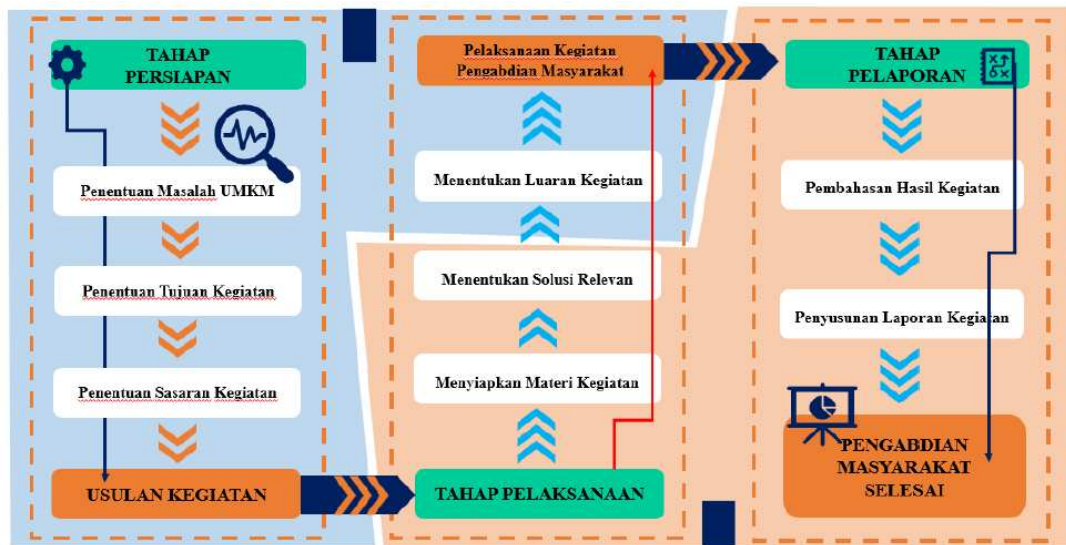 TAHAP
PERSIAPAN
Penentuan Masalah UMKM
Penentuan Tujuan Kegiatan
Penentuan Sasaran Kegiatan
USULAN KEGIATAN
Pelaksanaan Kegiatan
Pengabdian Masyarakat
Menentukan Luaran Kegiatan
Menentukan Solusi Relevan
Menyiapkan Materi Kegiatan
TAHAP PELAKSANAAN
TAHAP
PELAPORAN
Pembahasan Hasil Kegiatan
Penyusunan Laporan Kegiatan
PENGABDIAN
MASYARAKAT
SELESAI